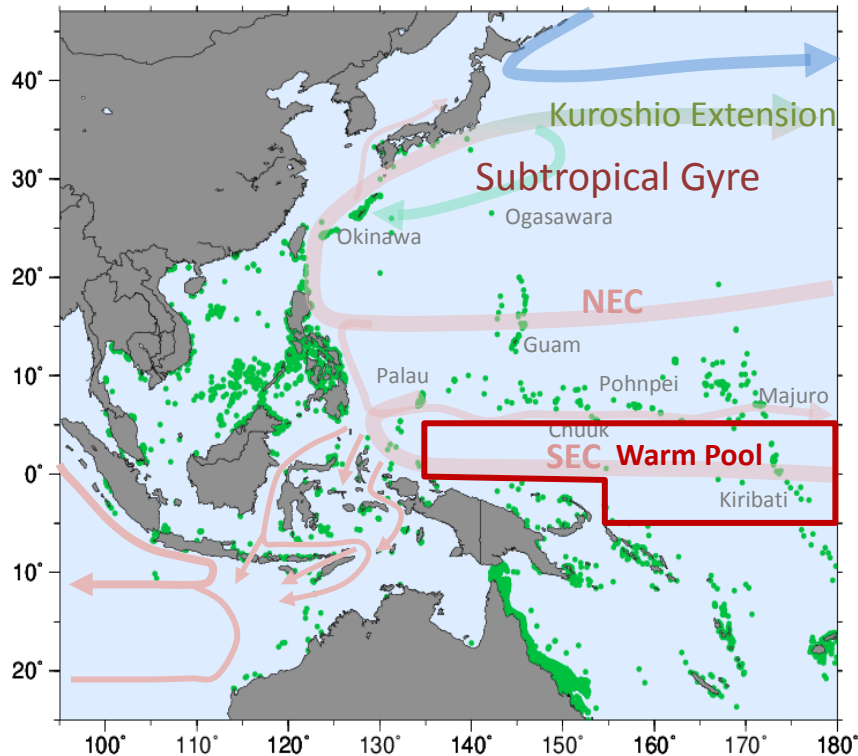 40°
Kuroshio Extension
Subtropical Gyre
30°
Ogasawara
Okinawa
20°
NEC
Guam
10°
Palau
Pohnpei
Majuro
Chuuk
SEC Warm Pool
0°
Kiribati
10°
20°
100° 110° 120° 130° 140° 150° 160° 170° 180°